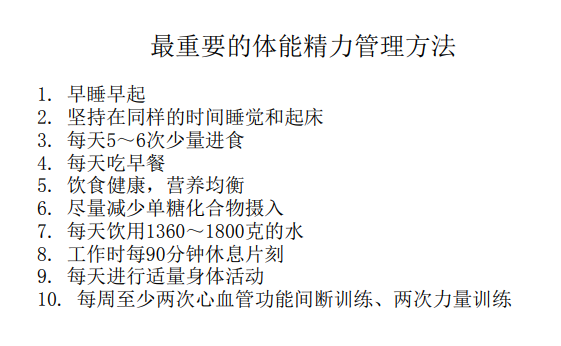 最重要的体能精力管理方法
1. 早睡早起
2. 坚持在同样的时间睡觉和起床
3. 每天5～6次少量进食
4. 每天吃早餐
5. 饮食健康，营养均衡
6. 尽量减少单糖化合物摄入
7. 每天饮用1360～1800克的水
8. 工作时每90分钟休息片刻
9. 每天进行适量身体活动
10. 每周至少两次心血管功能间断训练、两次力量训练